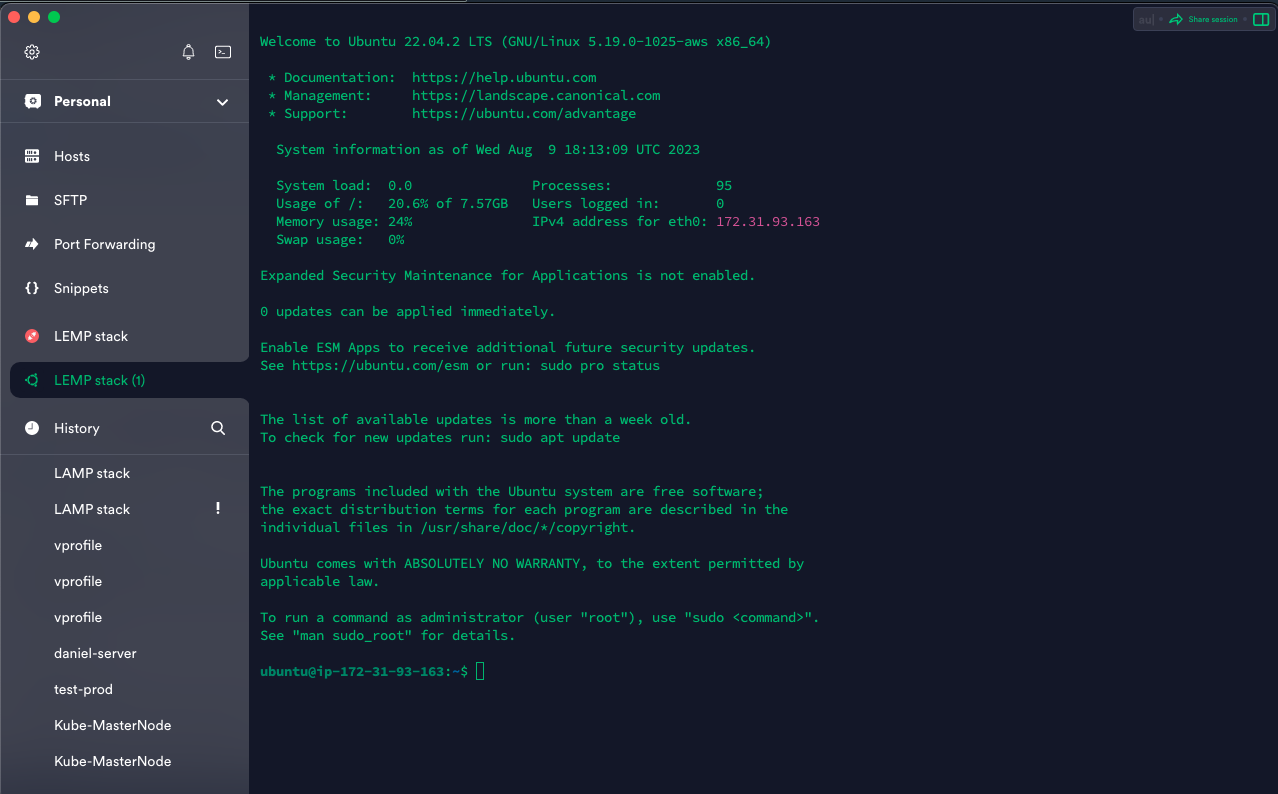 Personal
Hosts
SFTP
Port Forwarding
{} Snippets
LEMP stack
LEMP stack (1)
History
LAMP stack
LAMP stack !
vprofile
vprofile
vprofile
daniel-server
test-prod
Kube-MasterNode
Kube-MasterNode
Share session
Welcome to Ubuntu 22.04.2 LTS (GNU/Linux 5.19.0-1025-aws x86_64)
* Documentation:  https://help.ubuntu.com
* Management:     https://landscape.canonical.com
* Support:        https://ubuntu.com/advantage
System information as of Wed Aug  9 18:13:09 UTC 2023
System load:  0.0               Processes:             95
Usage of /:   20.6% of 7.57GB   Users logged in:       0
Memory usage: 24%               IPv4 address for eth0: 172.31.93.163
Swap usage:   0%
Expanded Security Maintenance for Applications is not enabled.
0 updates can be applied immediately.
Enable ESM Apps to receive additional future security updates.
See https://ubuntu.com/esm or run: sudo pro status
The list of available updates is more than a week old.
To check for new updates run: sudo apt update
The programs included with the Ubuntu system are free software;
the exact distribution terms for each program are described in the
individual files in /usr/share/doc/*/copyright.
Ubuntu comes with ABSOLUTELY NO WARRANTY, to the extent permitted by
applicable law.
To run a command as administrator (user "root"), use "sudo <command>".
See "man sudo_root" for details.
ubuntu@ip-172-31-93-163:~$